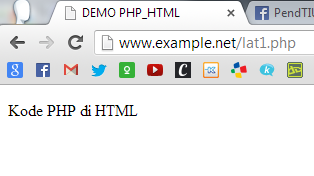 DEMO PHP_HTML
PendTIU
www.example.net/lat1.php
Kode PHP di HTML